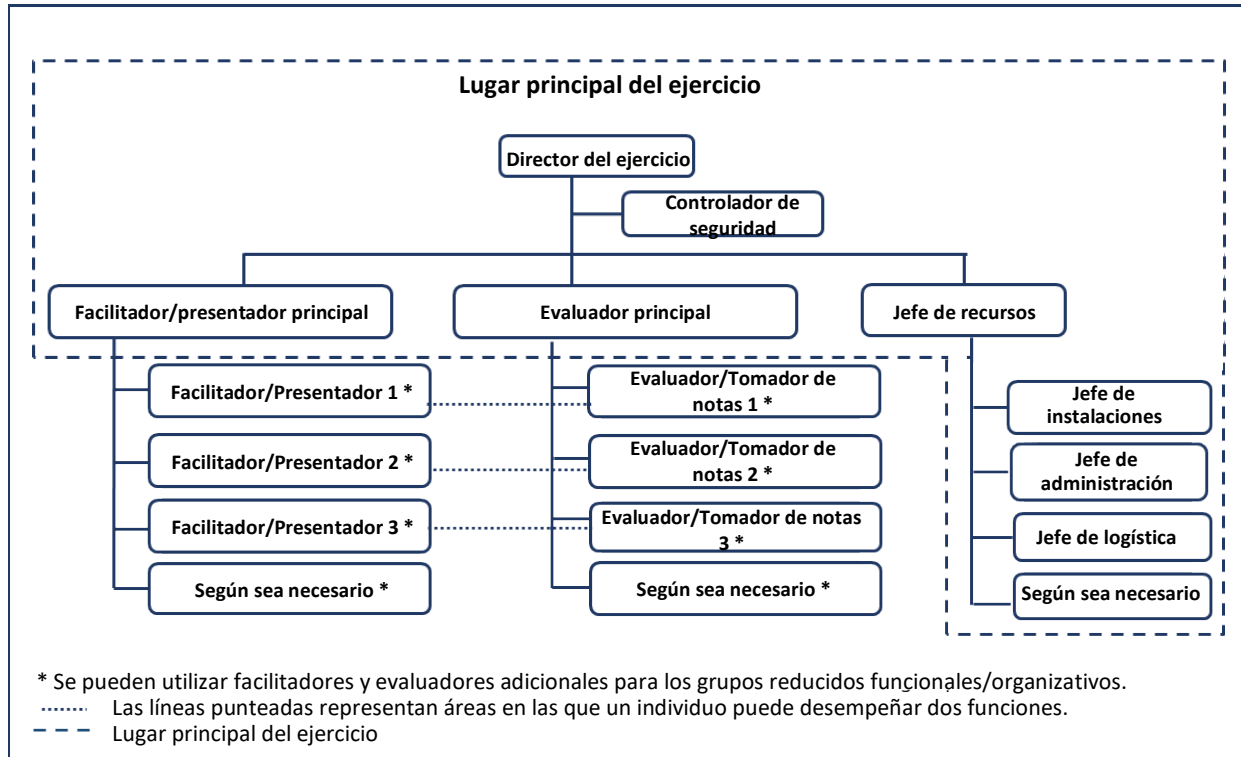 Lugar principal del ejercicio
Director del ejercicio
Controlador de
seguridad
Facilitador/presentador principal
Evaluador principal
Jefe de recursos
Facilitador/Presentador 1 *
Evaluador/Tomador de
notas 1 *
Jefe de
instalaciones
Facilitador/Presentador 2 *
Evaluador/Tomador de
notas 2 *
Jefe de
administración
Facilitador/Presentador 3 *
Evaluador/Tomador de notas
3 *
Jefe de logística
Según sea necesario *
Según sea necesario *
Según sea necesario
* Se pueden utilizar facilitadores y evaluadores adicionales para los grupos reducidos funcionales/organizativos.
Las líneas punteadas representan áreas en las que un individuo puede desempeñar dos funciones.
Lugar principal del ejercicio